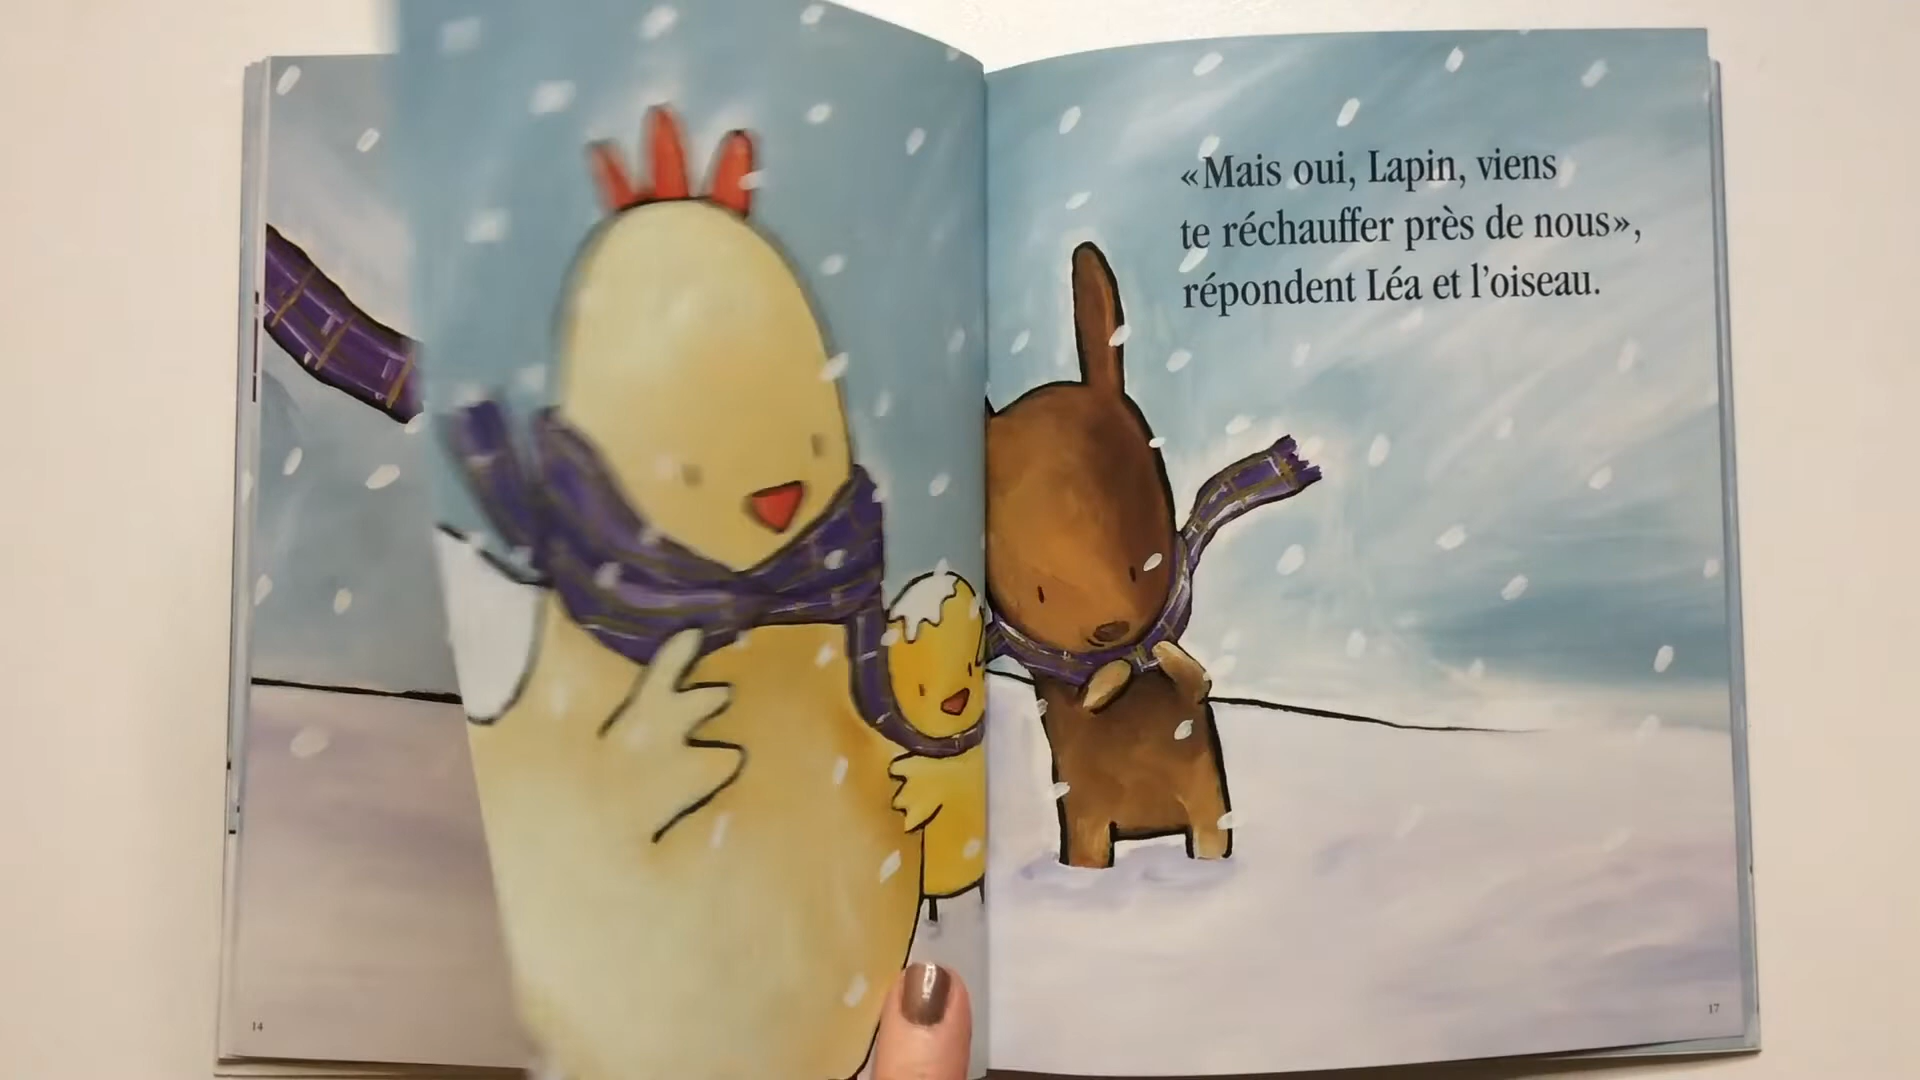 «Mais oui, Lapin, viens
te réchauffer près de nous»,
répondent Léa et l'oiseau.
14
17